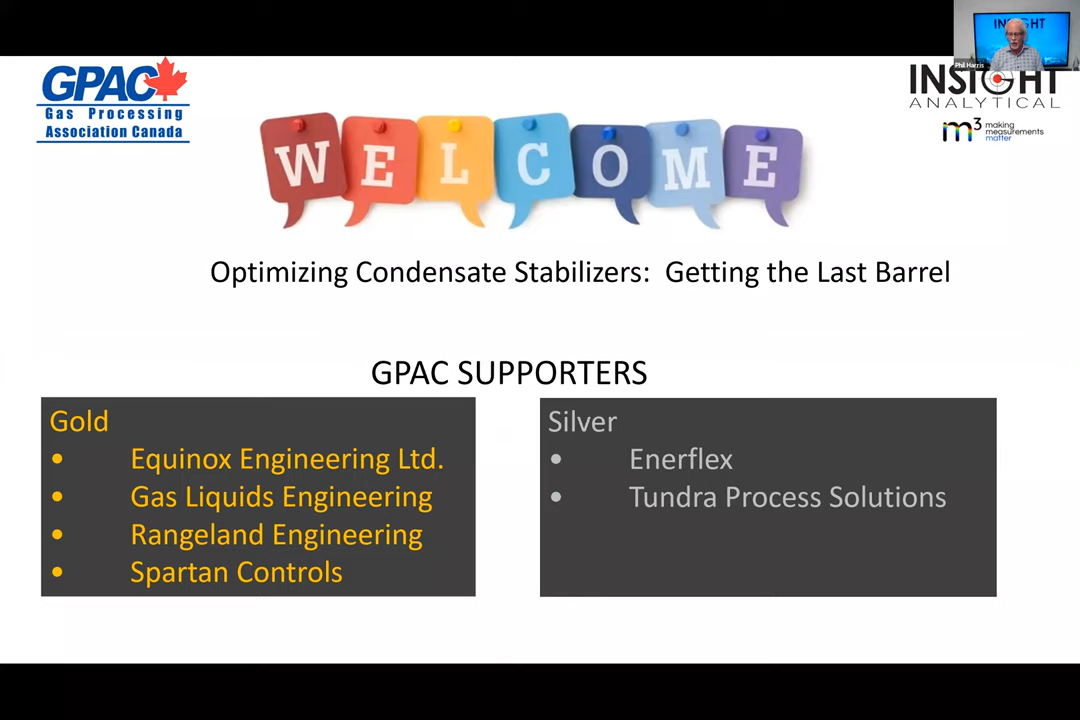 GPAC
Gas Processing
Association Canada
INSIGHT
Phil Harris
INSIGHT
ANALYTICAL
m3 making
measurements
matter
WELCOME
Optimizing Condensate Stabilizers: Getting the Last Barrel
GPAC SUPPORTERS
Gold
• Equinox Engineering Ltd.
• Gas Liquids Engineering
• Rangeland Engineering
• Spartan Controls
Silver
• Enerflex
• Tundra Process Solutions